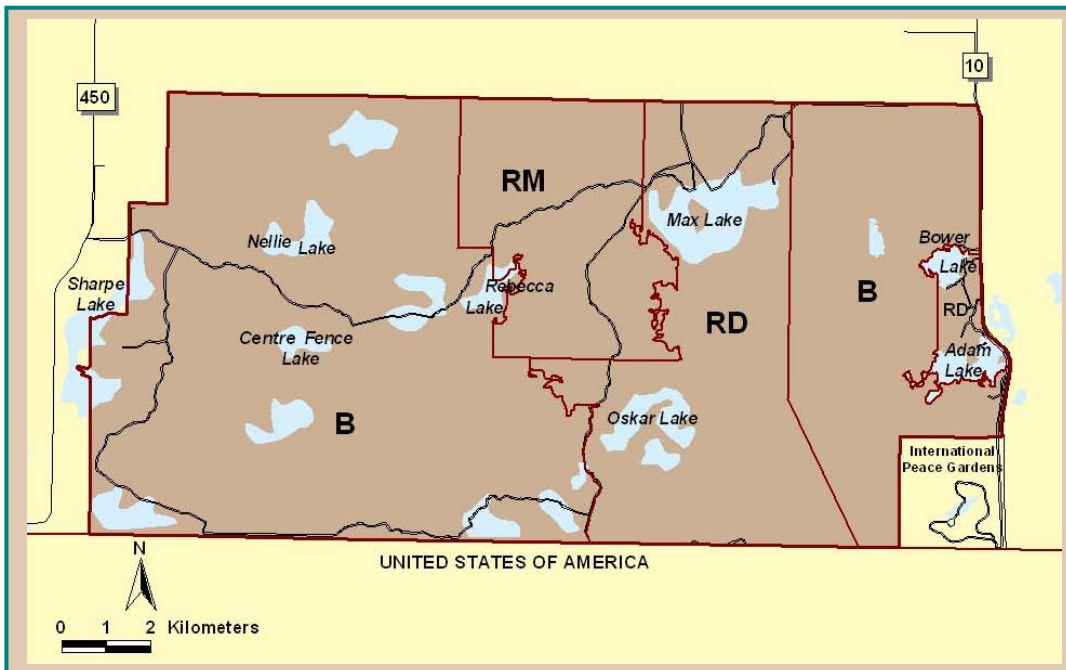 10
450
RM
Max Lake
Nellie Lake
Bower
Lake
Sharpe
Lake
Rebecca
Lake
B
RD
RD
Centre Fence
Lake
Adam
Lake
B
Oskar Lake
International
Peace Gardens
N
UNITED STATES OF AMERICA
0 1 2 Kilometers